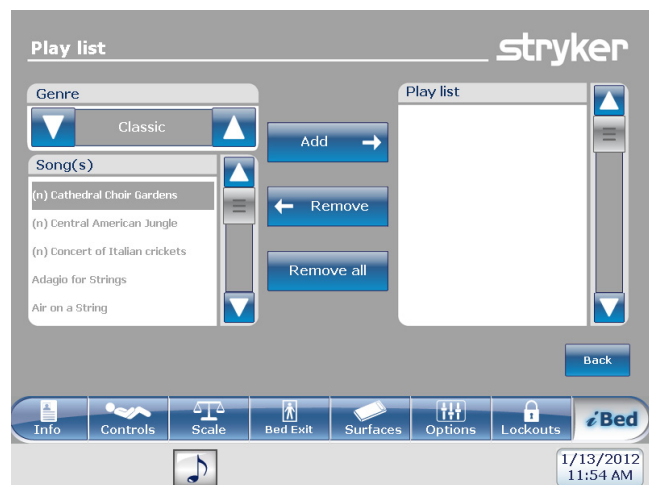 Play list
stryker
Genre
Classic
Song(s)
(n) Cathedral Choir Gardens
(n) Central American Jungle
(n) Concert of Italian crickets
Adagio for Strings
Air on a String
Add
Remove
Remove all
Play list
Back
Info
Controls
Scale
Bed Exit
Surfaces
Options
Lockouts
iBed
1/13/2012
11:54 AM